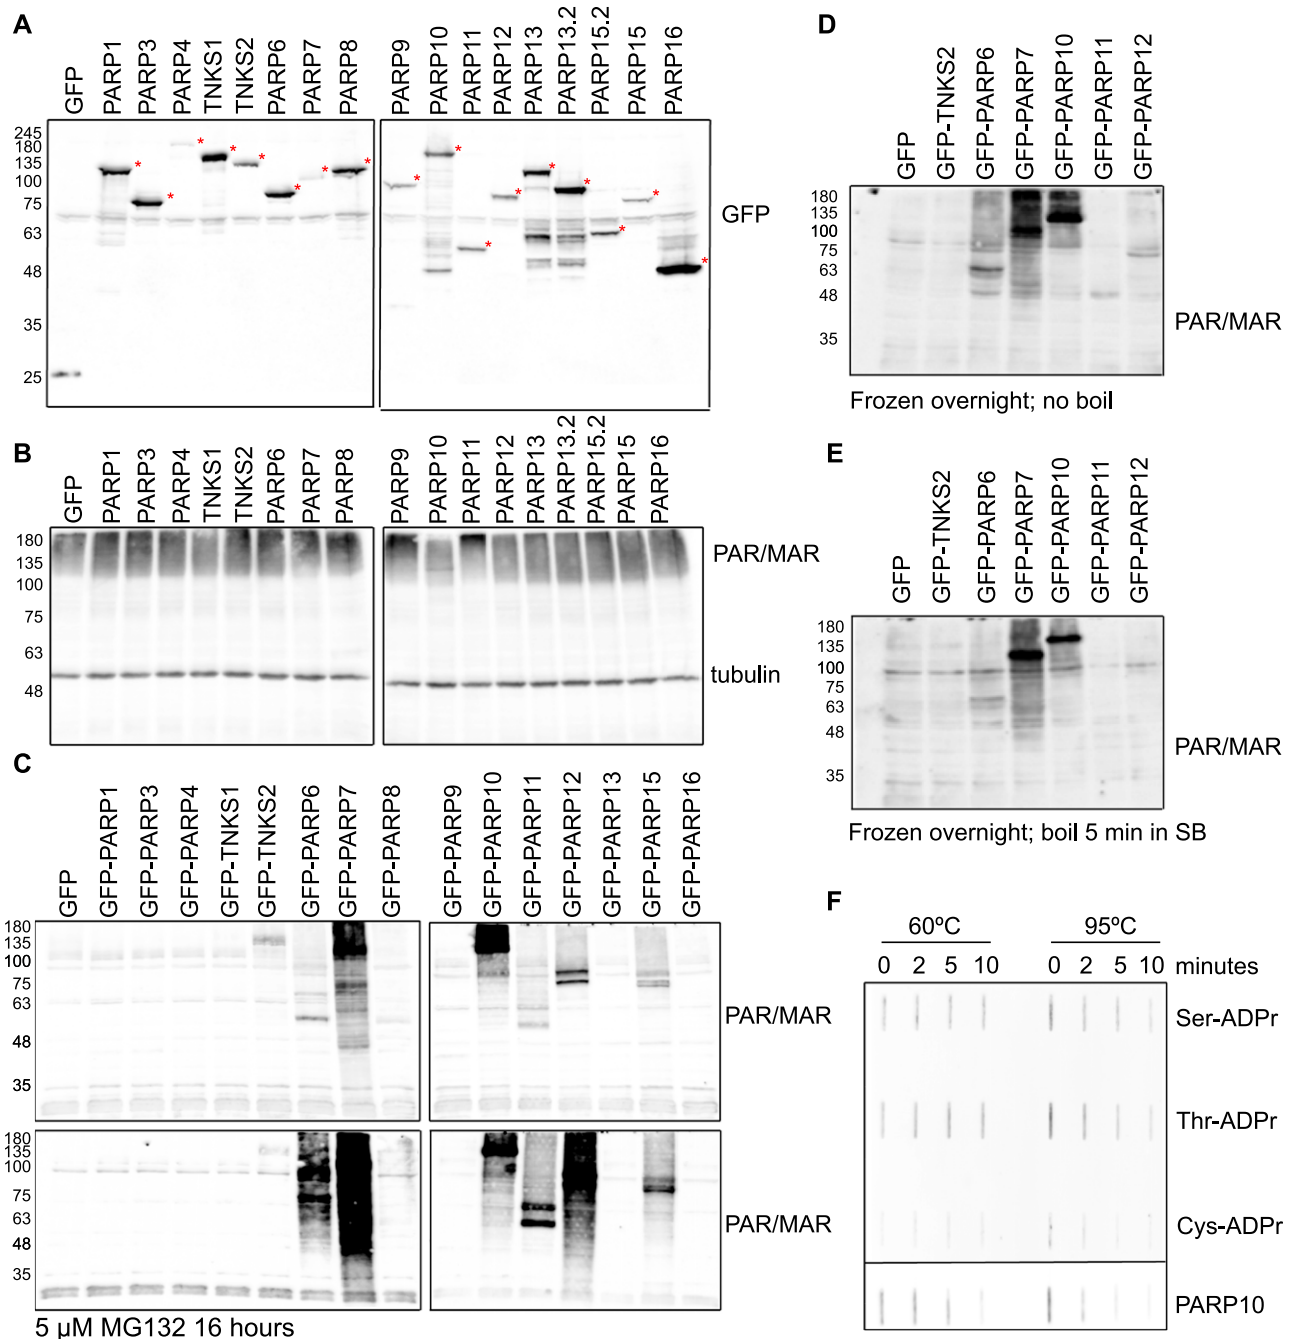 A
GFP
PARP1
PARP3
PARP4
TNKS1
TNKS2
PARP6
PARP7
PARP8
PARP9
PARP10
PARP11
PARP12
PARP13
PARP13.2
PARP15.2
PARP15
PARP16
245
180
135
100
75
63
48
35
25
* * * * * * * * *
* * * * * * * * *
GFP
B
GFP
PARP1
PARP3
PARP4
TNKS1
TNKS2
PARP6
PARP7
PARP8
PARP9
PARP10
PARP11
PARP12
PARP13
PARP13.2
PARP15.2
PARP15
PARP16
180
135
100
75
63
48
PAR/MAR
tubulin
C
GFP
GFP-PARP1
GFP-PARP3
GFP-PARP4
GFP-TNKS1
GFP-TNKS2
GFP-PARP6
GFP-PARP7
GFP-PARP8
GFP-PARP9
GFP-PARP10
GFP-PARP11
GFP-PARP12
GFP-PARP13
GFP-PARP15
GFP-PARP16
180
135
100
75
63
48
35
PAR/MAR
180
135
100
75
63
48
35
PAR/MAR
5 µM MG132 16 hours
D
GFP
GFP-TNKS2
GFP-PARP6
GFP-PARP7
GFP-PARP10
GFP-PARP11
GFP-PARP12
180
135
100
75
63
48
35
PAR/MAR
Frozen overnight; no boil
E
GFP
GFP-TNKS2
GFP-PARP6
GFP-PARP7
GFP-PARP10
GFP-PARP11
GFP-PARP12
180
135
100
75
63
48
35
PAR/MAR
Frozen overnight; boil 5 min in SB
F
60ºC 95ºC
0 2 5 10 0 2 5 10 minutes
Ser-ADPr
Thr-ADPr
Cys-ADPr
PARP10